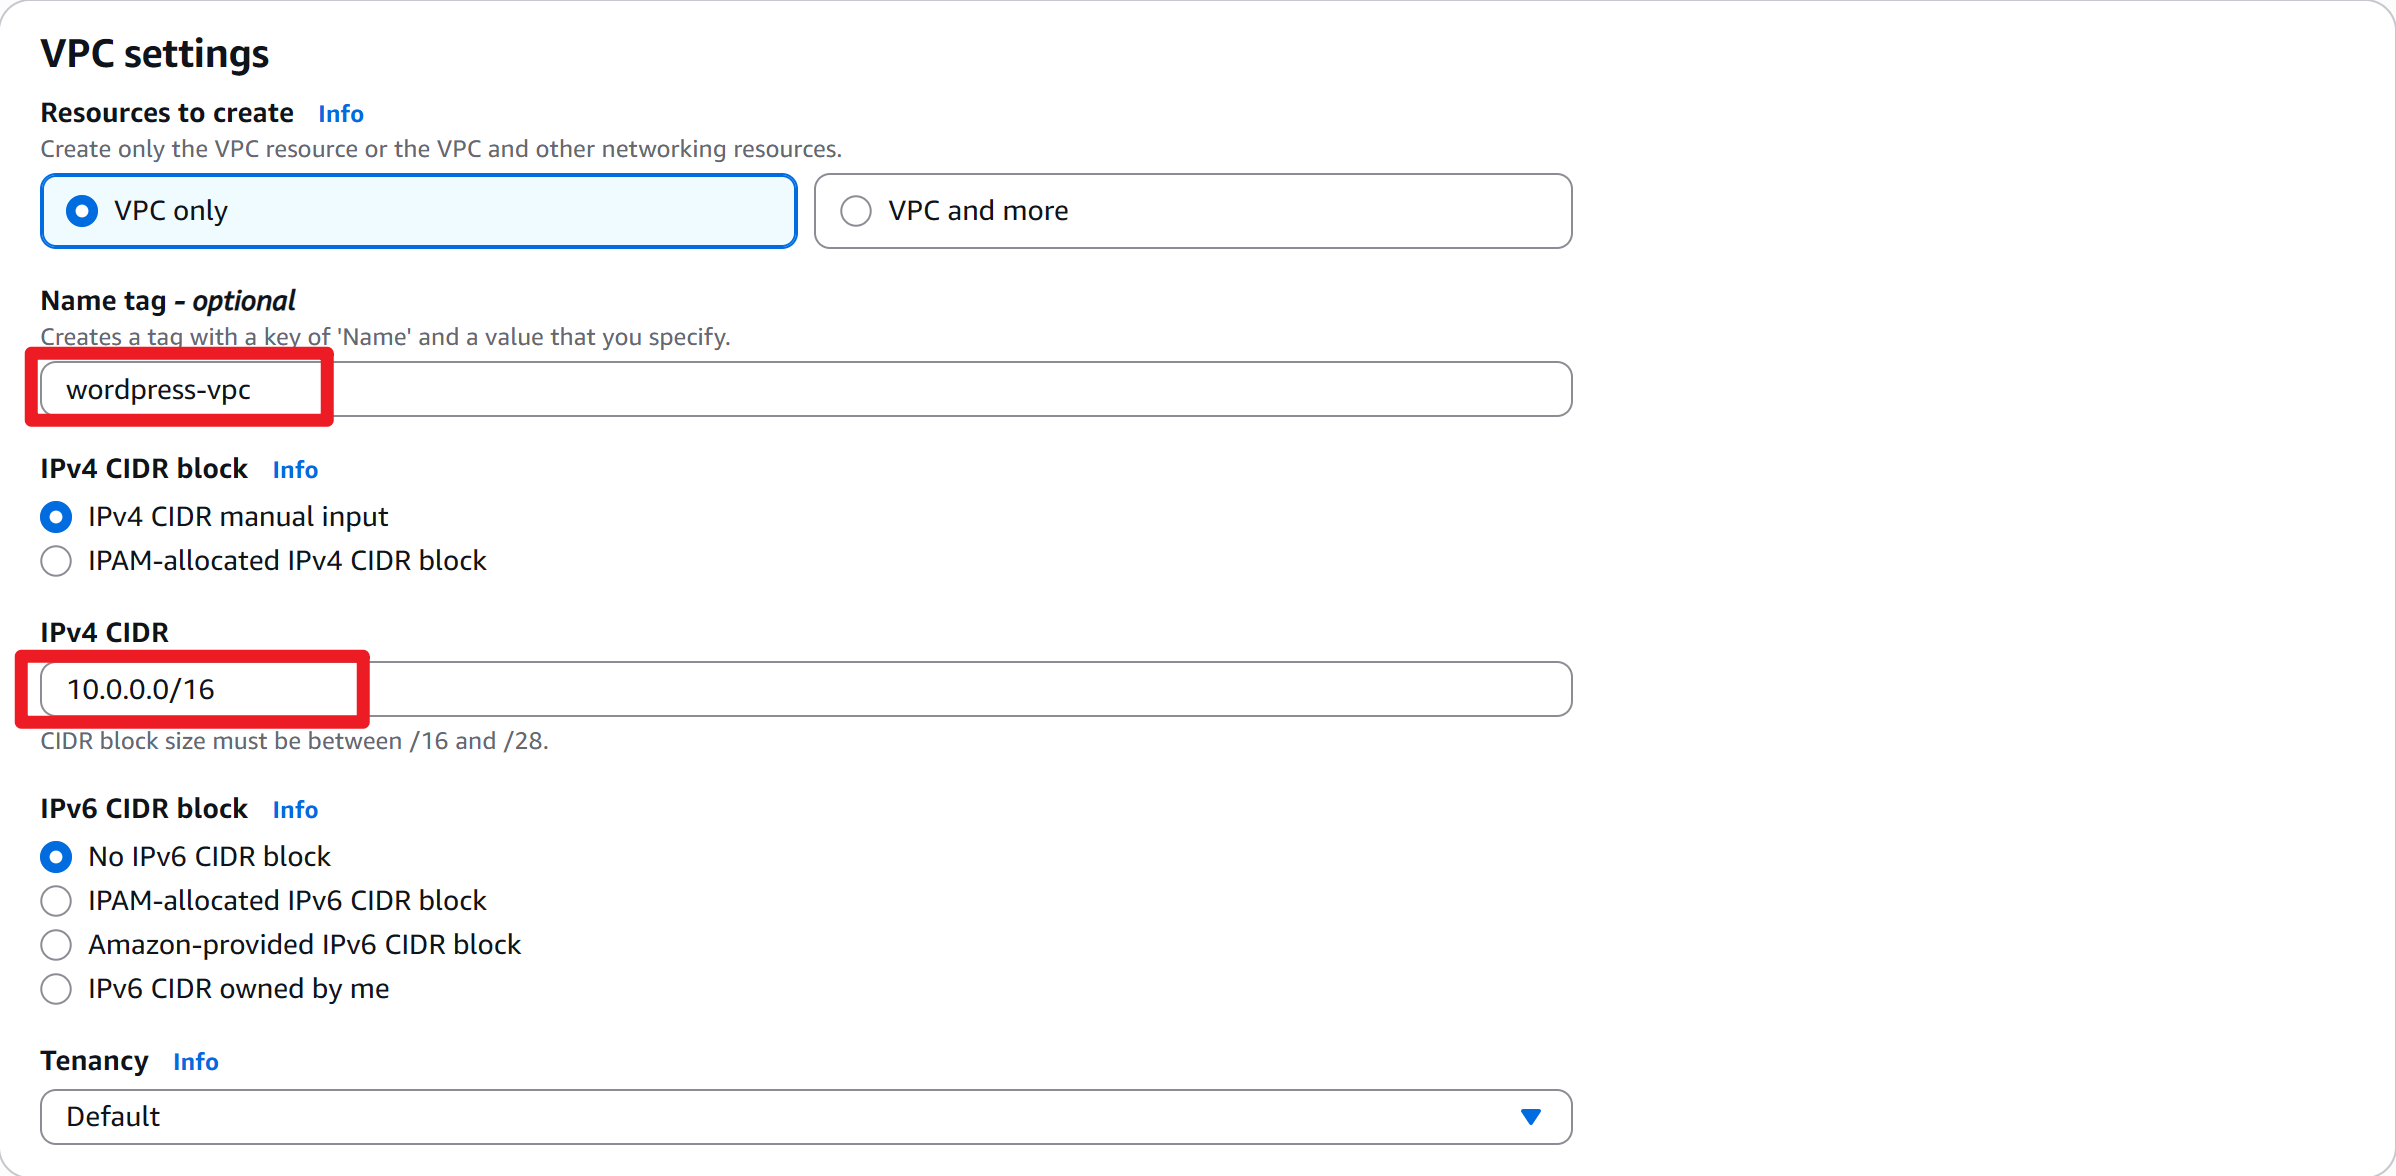 VPC settings
Resources to create Info
Create only the VPC resource or the VPC and other networking resources.
VPC only VPC and more
Name tag - optional
Creates a tag with a key of 'Name' and a value that you specify.
wordpress-vpc
IPv4 CIDR block Info
IPv4 CIDR manual input
IPAM-allocated IPv4 CIDR block
IPv4 CIDR
10.0.0.0/16
CIDR block size must be between /16 and /28.
IPv6 CIDR block Info
No IPv6 CIDR block
IPAM-allocated IPv6 CIDR block
Amazon-provided IPv6 CIDR block
IPv6 CIDR owned by me
Tenancy Info
Default